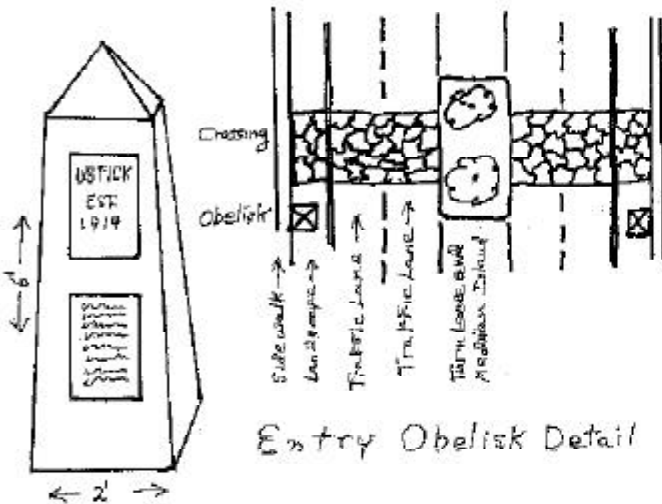 USTICK
EST
1914
6'
2'
Crossing
Obelisk
Sidewalk
Landscape
Traffic Lane
Traffic Lane
Turn Lane and
Median Island
Entry Obelisk Detail